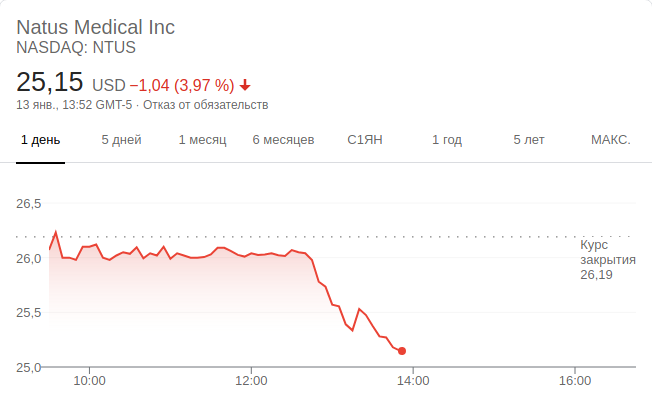 Natus Medical Inc
NASDAQ: NTUS
25,15 USD −1,04 (3,97 %)
13 янв., 13:52 GMT-5 · Отказ от обязательств
1 день 5 дней 1 месяц 6 месяцев С1ЯН 1 год 5 лет МАКС.
26,5
Курс
закрытия
26,19
26,0
25,5
25,0
10:00 12:00 14:00 16:00